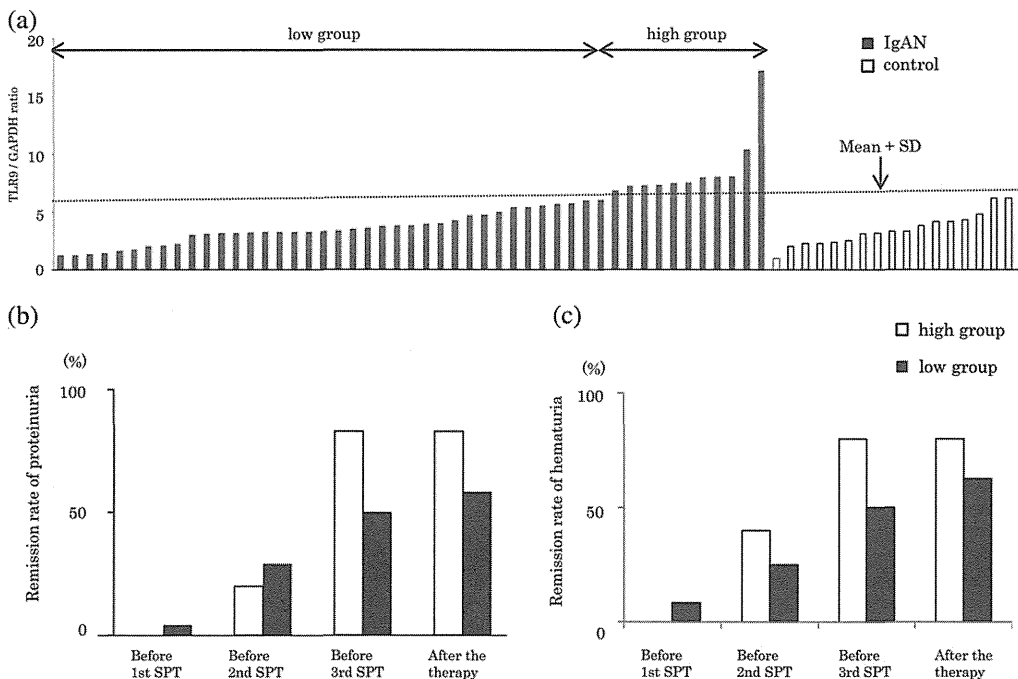 (a)
20
15
10
5
0
TLR9 / GAPDH ratio
low group
high group
IgAN
control
Mean + SD
(b)
(%)
100
50
0
Remission rate of proteinuria
Before
1st SPT
Before
2nd SPT
Before
3rd SPT
After the
therapy
(c)
high group
low group
(%)
100
50
0
Remission rate of hematuria
Before
1st SPT
Before
2nd SPT
Before
3rd SPT
After the
therapy